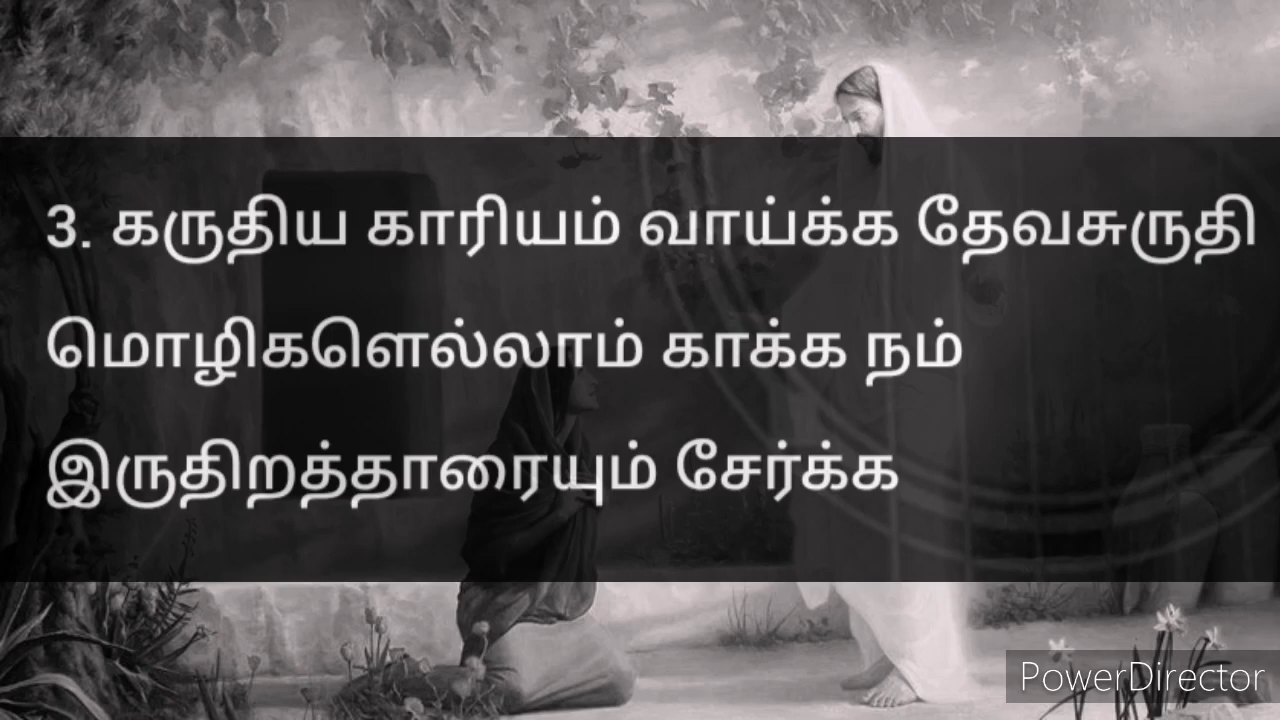 3. கருதிய காரியம் வாய்க்க தேவசுருதி
மொழிகளெல்லாம் காக்க நம்
இருதிறத்தாரையும் சேர்க்க
PowerDirector